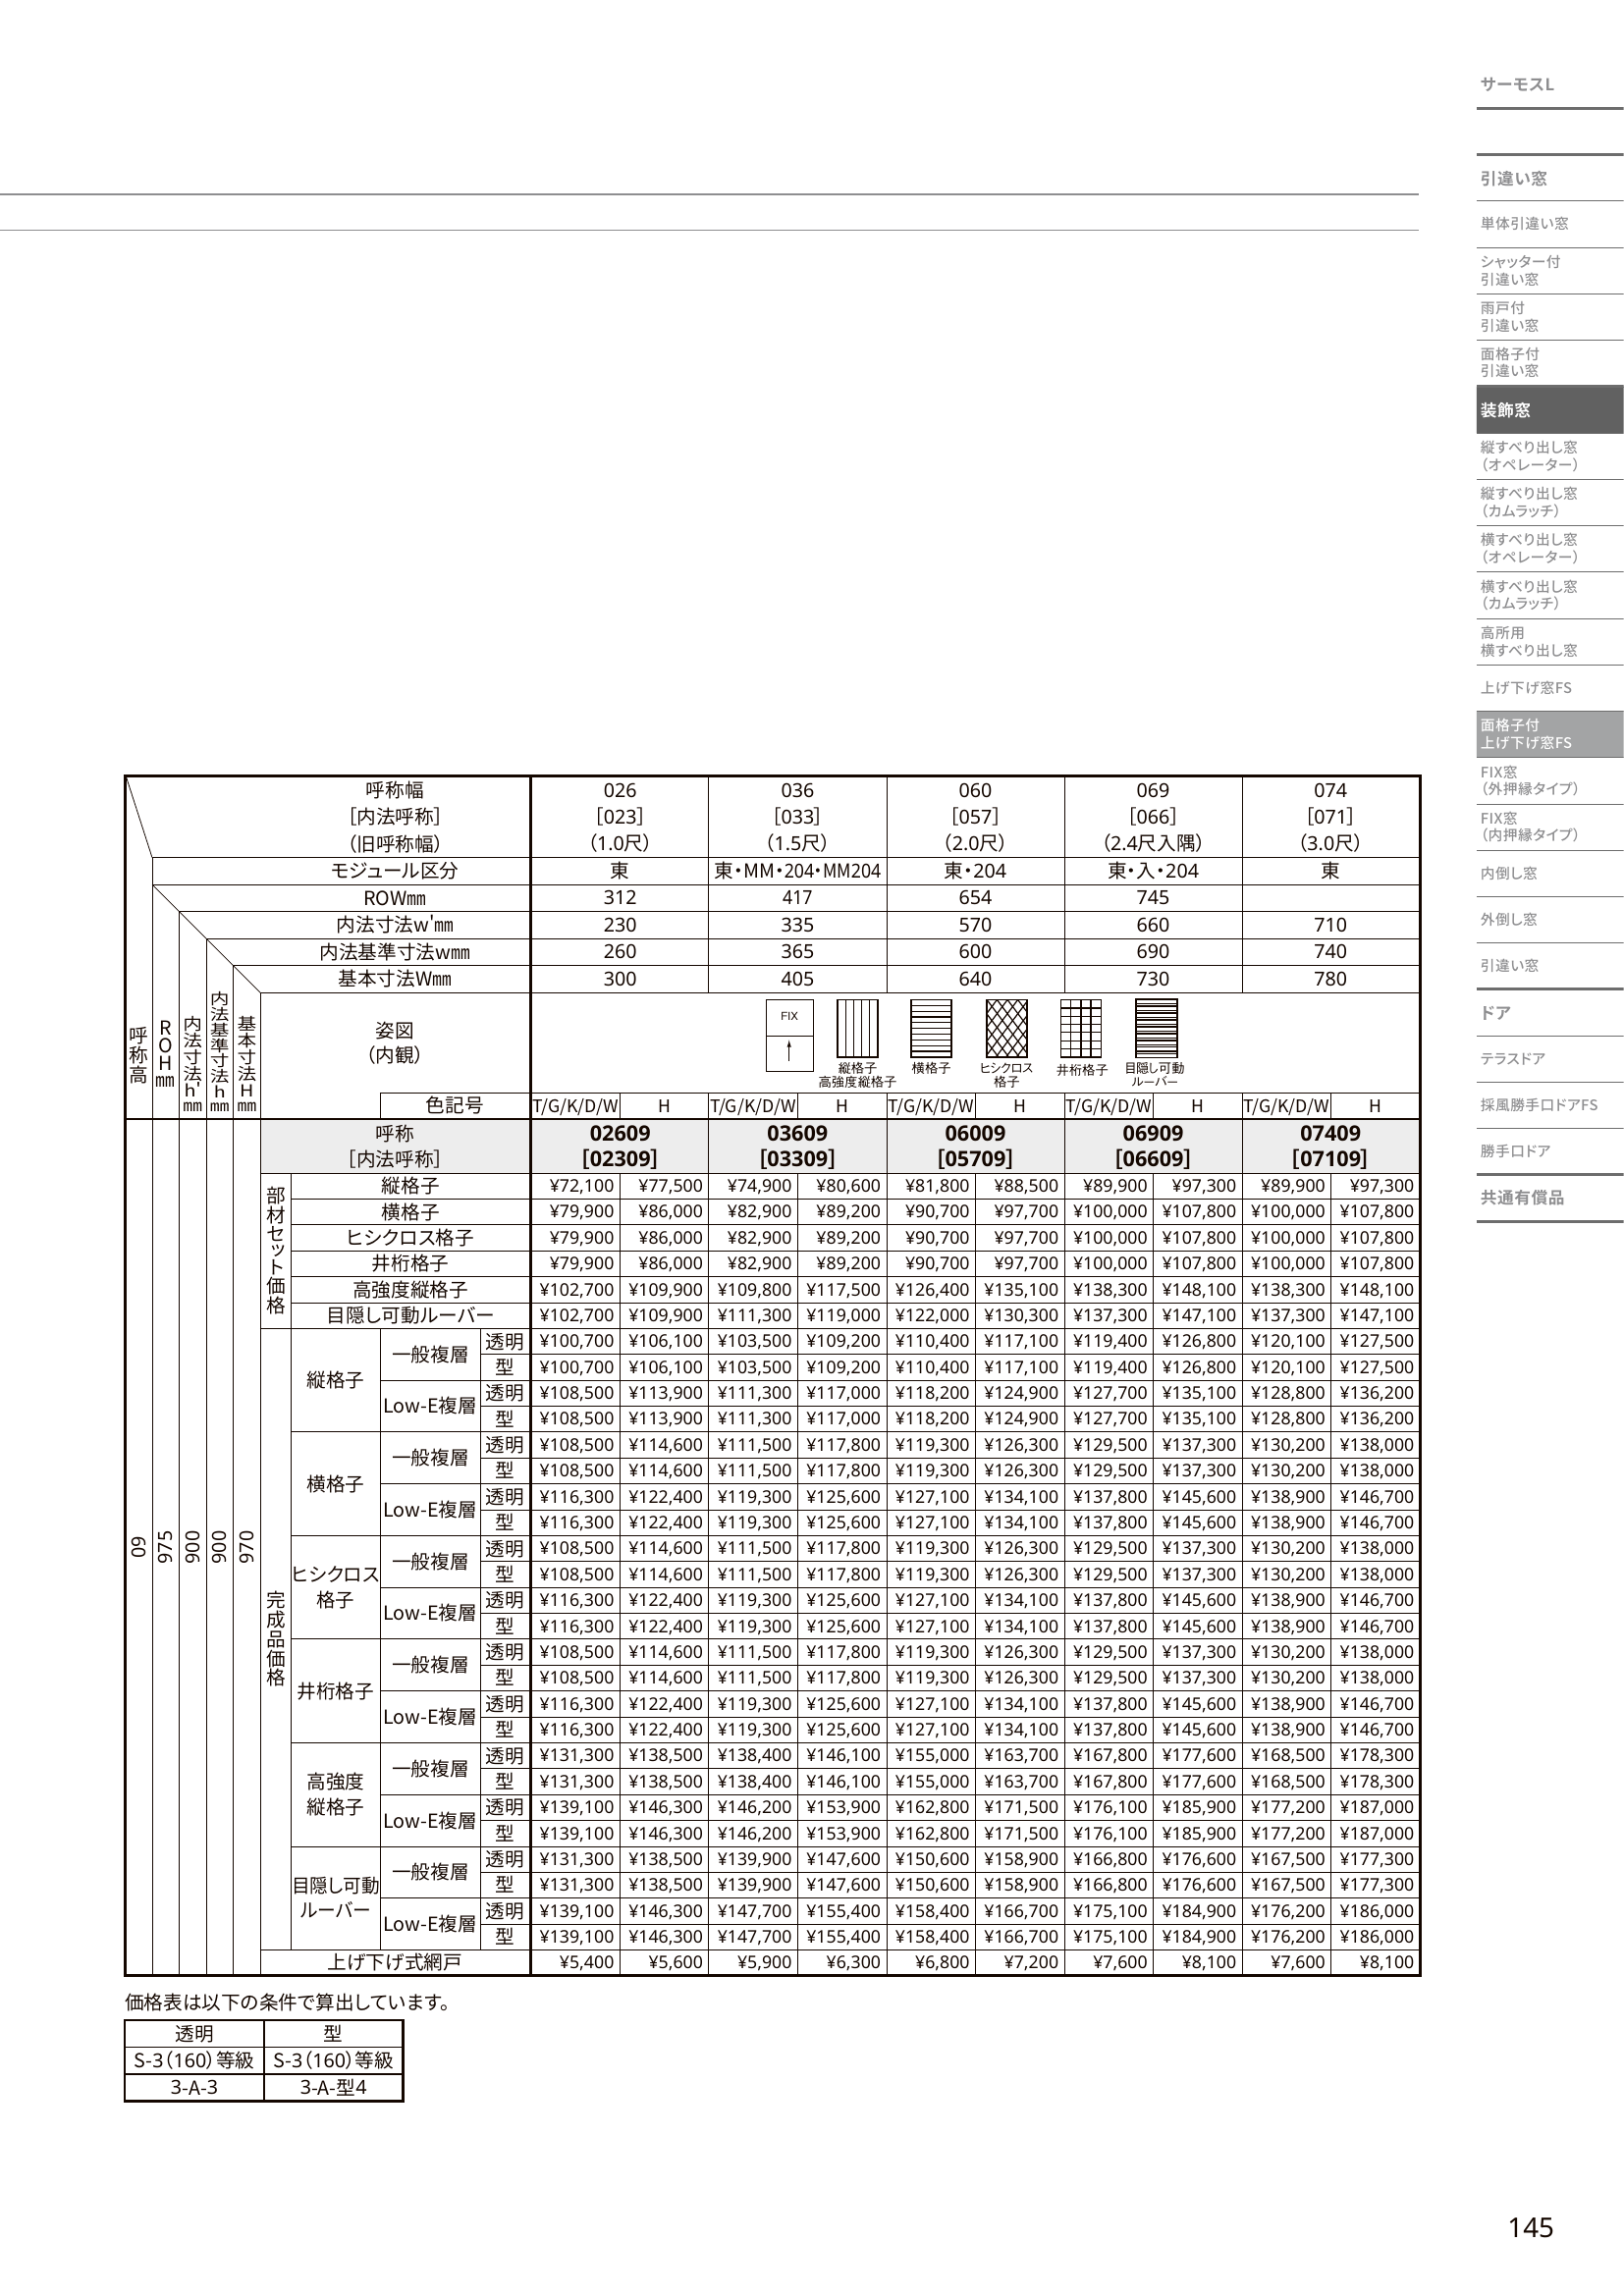 サーモスL
引違い窓
単体引違い窓
シャッター付
引違い窓
雨戸付
引違い窓
面格子付
引違い窓
装飾窓
縦すべり出し窓
（オペレーター）
縦すべり出し窓
（カムラッチ）
横すべり出し窓
（オペレーター）
横すべり出し窓
（カムラッチ）
高所用
横すべり出し窓
上げ下げ窓FS
面格子付
上げ下げ窓FS
FIX窓
（外押縁タイプ）
FIX窓
（内押縁タイプ）
内倒し窓
外倒し窓
引違い窓
ドア
テラスドア
採風勝手口ドアFS
勝手口ドア
共通有償品
呼称幅 026 036 060 069 074
［内法呼称］ ［023］ ［033］ ［057］ ［066］ ［071］
（旧呼称幅） （1.0尺） （1.5尺） （2.0尺） （2.4尺入隅） （3.0尺）
モジュール区分 東 東・MM・204・MM204 東・204 東・入・204 東
ROW㎜ 312 417 654 745
内法寸法w'㎜ 230 335 570 660 710
内法基準寸法w㎜ 260 365 600 690 740
基本寸法W㎜ 300 405 640 730 780
呼称高 ROH㎜ 内法寸法h'㎜ 内法基準寸法h㎜ 基本寸法H㎜
姿図
（内観）
FIX
縦格子
高強度縦格子
横格子
ヒシクロス
格子
井桁格子
目隠し可動
ルーバー
色記号 T/G/K/D/W H T/G/K/D/W H T/G/K/D/W H T/G/K/D/W H T/G/K/D/W H
09 975 900 900 970
呼称 02609 03609 06009 06909 07409
［内法呼称］ [02309] [03309] [05709] [06609] [07109]
部材セット価格
縦格子 ¥72,100 ¥77,500 ¥74,900 ¥80,600 ¥81,800 ¥88,500 ¥89,900 ¥97,300 ¥89,900 ¥97,300
横格子 ¥79,900 ¥86,000 ¥82,900 ¥89,200 ¥90,700 ¥97,700 ¥100,000 ¥107,800 ¥100,000 ¥107,800
ヒシクロス格子 ¥79,900 ¥86,000 ¥82,900 ¥89,200 ¥90,700 ¥97,700 ¥100,000 ¥107,800 ¥100,000 ¥107,800
井桁格子 ¥79,900 ¥86,000 ¥82,900 ¥89,200 ¥90,700 ¥97,700 ¥100,000 ¥107,800 ¥100,000 ¥107,800
高強度縦格子 ¥102,700 ¥109,900 ¥109,800 ¥117,500 ¥126,400 ¥135,100 ¥138,300 ¥148,100 ¥138,300 ¥148,100
目隠し可動ルーバー ¥102,700 ¥109,900 ¥111,300 ¥119,000 ¥122,000 ¥130,300 ¥137,300 ¥147,100 ¥137,300 ¥147,100
完成品価格
縦格子 一般複層 透明 ¥100,700 ¥106,100 ¥103,500 ¥109,200 ¥110,400 ¥117,100 ¥119,400 ¥126,800 ¥120,100 ¥127,500
型 ¥100,700 ¥106,100 ¥103,500 ¥109,200 ¥110,400 ¥117,100 ¥119,400 ¥126,800 ¥120,100 ¥127,500
Low-E複層 透明 ¥108,500 ¥113,900 ¥111,300 ¥117,000 ¥118,200 ¥124,900 ¥127,700 ¥135,100 ¥128,800 ¥136,200
型 ¥108,500 ¥113,900 ¥111,300 ¥117,000 ¥118,200 ¥124,900 ¥127,700 ¥135,100 ¥128,800 ¥136,200
横格子 一般複層 透明 ¥108,500 ¥114,600 ¥111,500 ¥117,800 ¥119,300 ¥126,300 ¥129,500 ¥137,300 ¥130,200 ¥138,000
型 ¥108,500 ¥114,600 ¥111,500 ¥117,800 ¥119,300 ¥126,300 ¥129,500 ¥137,300 ¥130,200 ¥138,000
Low-E複層 透明 ¥116,300 ¥122,400 ¥119,300 ¥125,600 ¥127,100 ¥134,100 ¥137,800 ¥145,600 ¥138,900 ¥146,700
型 ¥116,300 ¥122,400 ¥119,300 ¥125,600 ¥127,100 ¥134,100 ¥137,800 ¥145,600 ¥138,900 ¥146,700
ヒシクロス格子 一般複層 透明 ¥108,500 ¥114,600 ¥111,500 ¥117,800 ¥119,300 ¥126,300 ¥129,500 ¥137,300 ¥130,200 ¥138,000
型 ¥108,500 ¥114,600 ¥111,500 ¥117,800 ¥119,300 ¥126,300 ¥129,500 ¥137,300 ¥130,200 ¥138,000
Low-E複層 透明 ¥116,300 ¥122,400 ¥119,300 ¥125,600 ¥127,100 ¥134,100 ¥137,800 ¥145,600 ¥138,900 ¥146,700
型 ¥116,300 ¥122,400 ¥119,300 ¥125,600 ¥127,100 ¥134,100 ¥137,800 ¥145,600 ¥138,900 ¥146,700
井桁格子 一般複層 透明 ¥108,500 ¥114,600 ¥111,500 ¥117,800 ¥119,300 ¥126,300 ¥129,500 ¥137,300 ¥130,200 ¥138,000
型 ¥108,500 ¥114,600 ¥111,500 ¥117,800 ¥119,300 ¥126,300 ¥129,500 ¥137,300 ¥130,200 ¥138,000
Low-E複層 透明 ¥116,300 ¥122,400 ¥119,300 ¥125,600 ¥127,100 ¥134,100 ¥137,800 ¥145,600 ¥138,900 ¥146,700
型 ¥116,300 ¥122,400 ¥119,300 ¥125,600 ¥127,100 ¥134,100 ¥137,800 ¥145,600 ¥138,900 ¥146,700
高強度縦格子 一般複層 透明 ¥131,300 ¥138,500 ¥138,400 ¥146,100 ¥155,000 ¥163,700 ¥167,800 ¥177,600 ¥168,500 ¥178,300
型 ¥131,300 ¥138,500 ¥138,400 ¥146,100 ¥155,000 ¥163,700 ¥167,800 ¥177,600 ¥168,500 ¥178,300
Low-E複層 透明 ¥139,100 ¥146,300 ¥146,200 ¥153,900 ¥162,800 ¥171,500 ¥176,100 ¥185,900 ¥177,200 ¥187,000
型 ¥139,100 ¥146,300 ¥146,200 ¥153,900 ¥162,800 ¥171,500 ¥176,100 ¥185,900 ¥177,200 ¥187,000
目隠し可動ルーバー 一般複層 透明 ¥131,300 ¥138,500 ¥139,900 ¥147,600 ¥150,600 ¥158,900 ¥166,800 ¥176,600 ¥167,500 ¥177,300
型 ¥131,300 ¥138,500 ¥139,900 ¥147,600 ¥150,600 ¥158,900 ¥166,800 ¥176,600 ¥167,500 ¥177,300
Low-E複層 透明 ¥139,100 ¥146,300 ¥147,700 ¥155,400 ¥158,400 ¥166,700 ¥175,100 ¥184,900 ¥176,200 ¥186,000
型 ¥139,100 ¥146,300 ¥147,700 ¥155,400 ¥158,400 ¥166,700 ¥175,100 ¥184,900 ¥176,200 ¥186,000
上げ下げ式網戸 ¥5,400 ¥5,600 ¥5,900 ¥6,300 ¥6,800 ¥7,200 ¥7,600 ¥8,100 ¥7,600 ¥8,100
価格表は以下の条件で算出しています。
透明 型
S-3（160）等級 S-3（160）等級
3-A-3 3-A-型4
145